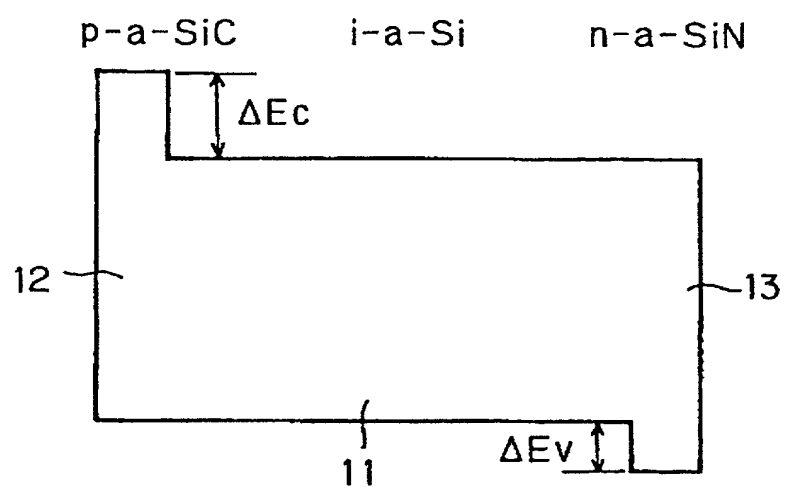 p-a-SiC
i-a-Si
n-a-SiN
ΔEc
12
13
ΔEv
11